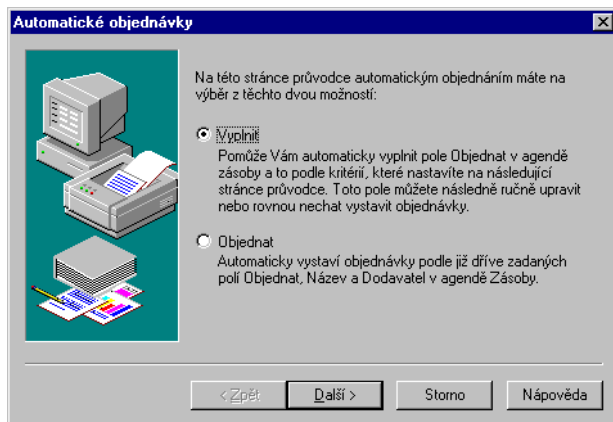 Automatické objednávky
Na této stránce průvodce automatickým objednáním máte na
výběr z těchto dvou možností:
Vyplnit
Pomůže Vám automaticky vyplnit pole Objednat v agendě
zásoby a to podle kritérií, které nastavíte na následující
stránce průvodce. Toto pole můžete následně ručně upravit
nebo rovnou nechat vystavit objednávky.
Objednat
Automaticky vystaví objednávky podle již dříve zadaných
polí Objednat, Název a Dodavatel v agendě Zásoby.
< Zpět
Další >
Storno
Nápověda